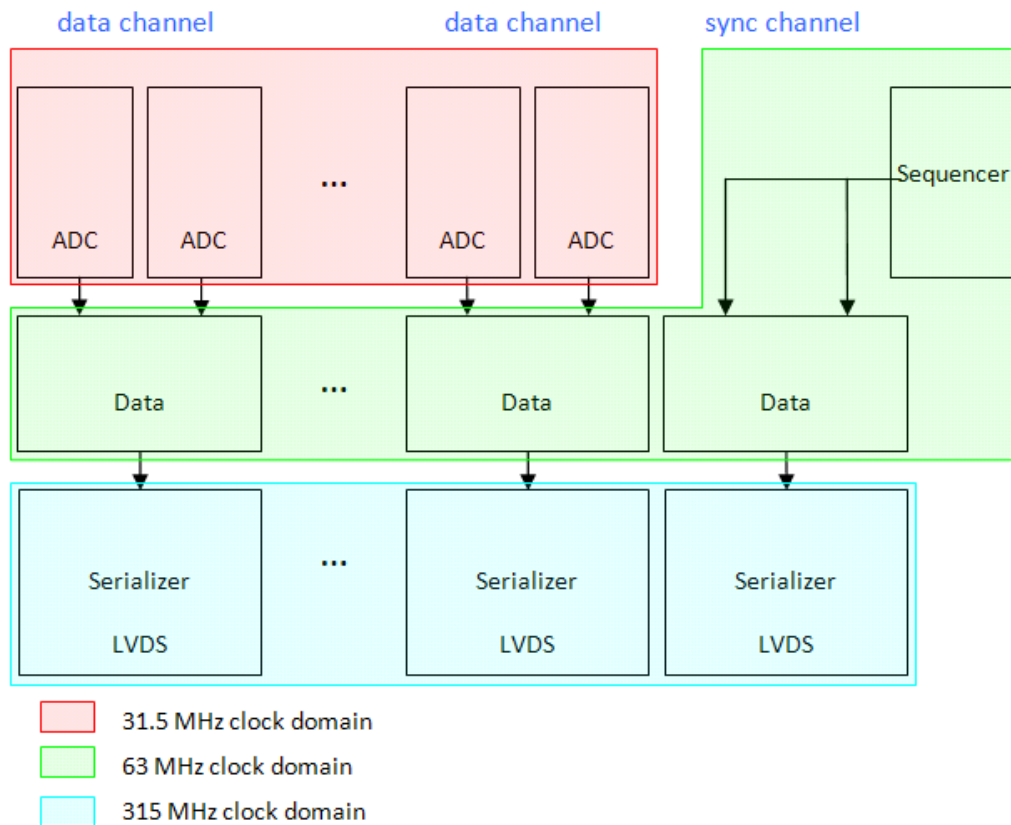 data channel
data channel
sync channel
...
Sequencer
ADC
ADC
ADC
ADC
...
Data
Data
Data
...
Serializer
LVDS
Serializer
LVDS
Serializer
LVDS
31.5 MHz clock domain
63 MHz clock domain
315 MHz clock domain